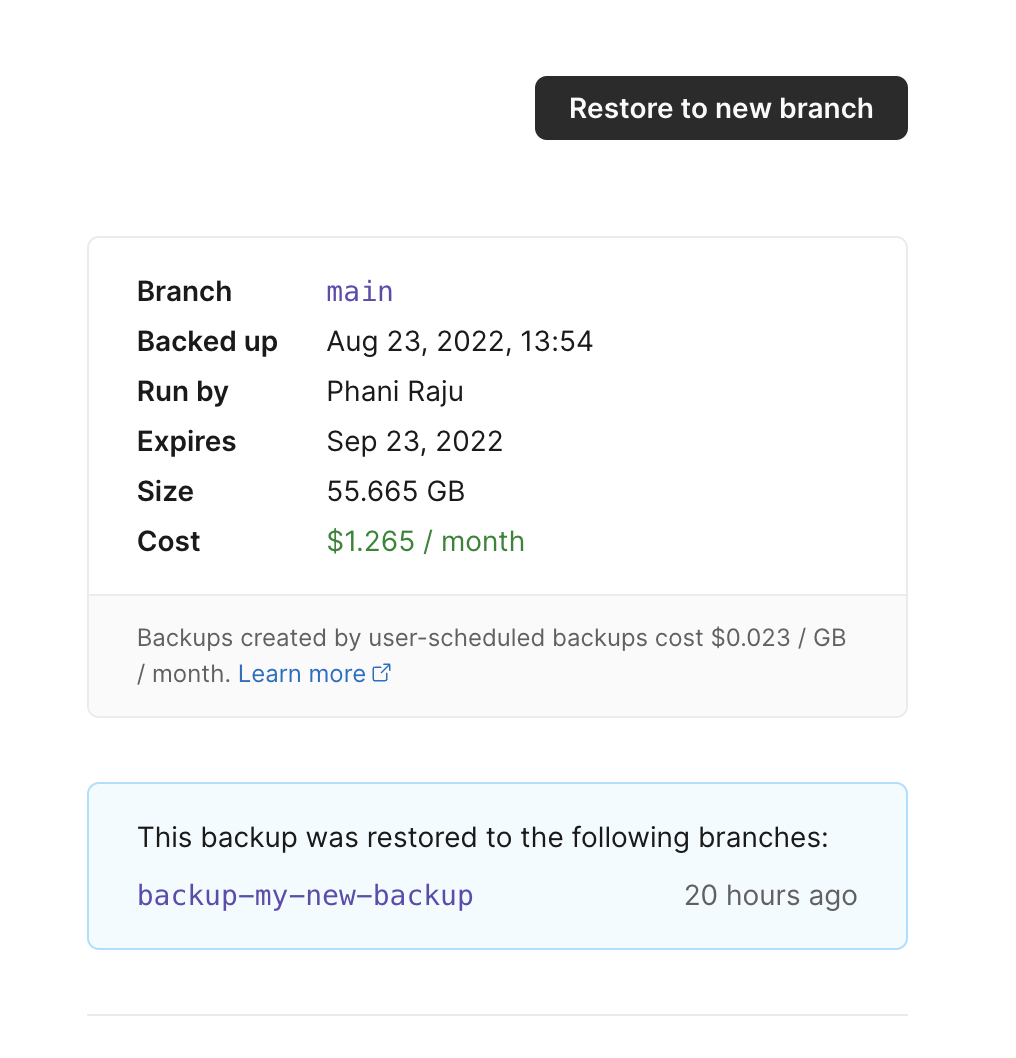 Restore to new branch
Branch main
Backed up Aug 23, 2022, 13:54
Run by Phani Raju
Expires Sep 23, 2022
Size 55.665 GB
Cost $1.265 / month
Backups created by user-scheduled backups cost $0.023 / GB
/ month. Learn more
This backup was restored to the following branches:
backup-my-new-backup 20 hours ago